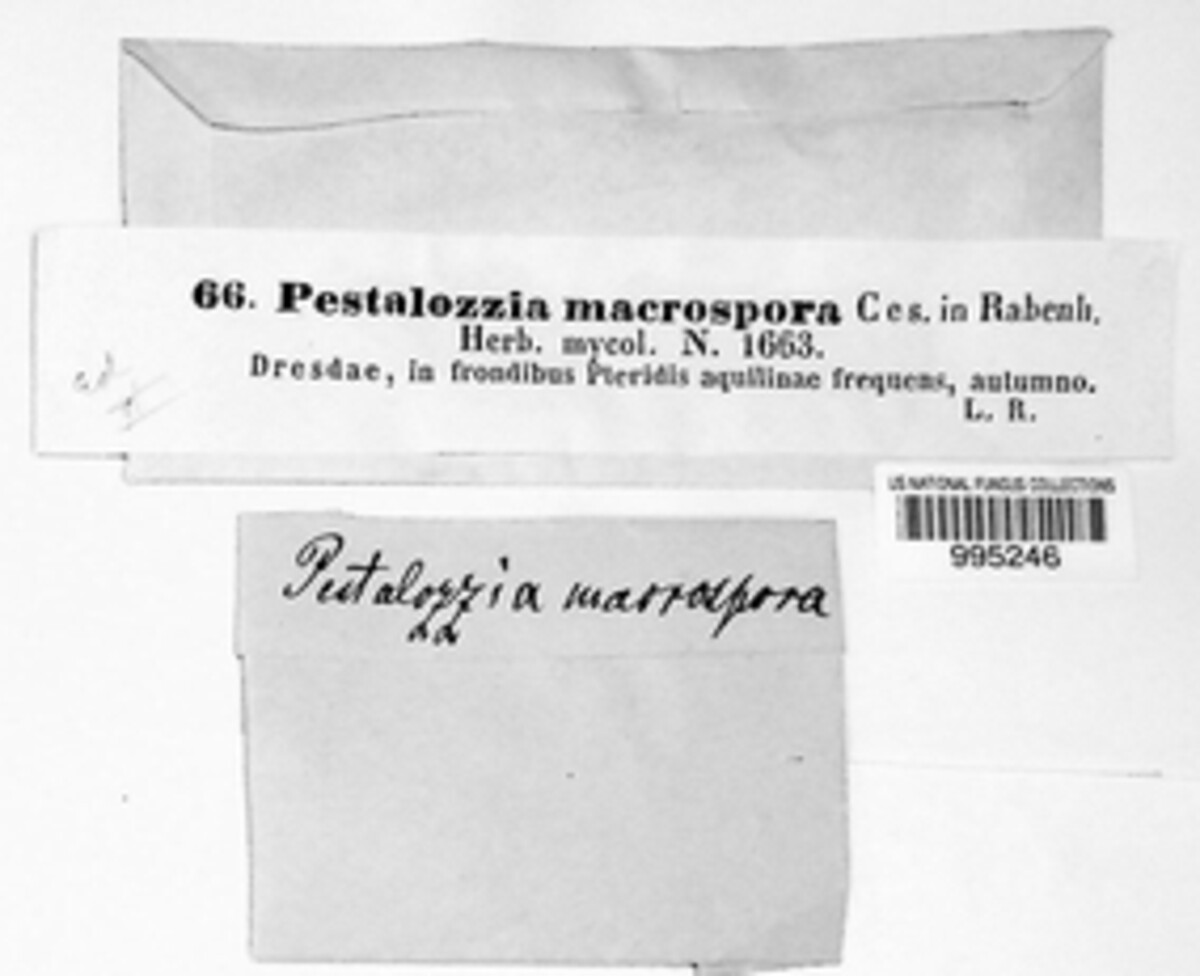 66. Pestalozzia macrospora Ces. in Rabenh.
Herb. mycol. N. 1663.
Dresdae, in frondibus Pteridis aquilinae frequens, autumno.
L. R.
US NATIONAL FUNGUS COLLECTIONS
995246
Pestalozzia macrospora